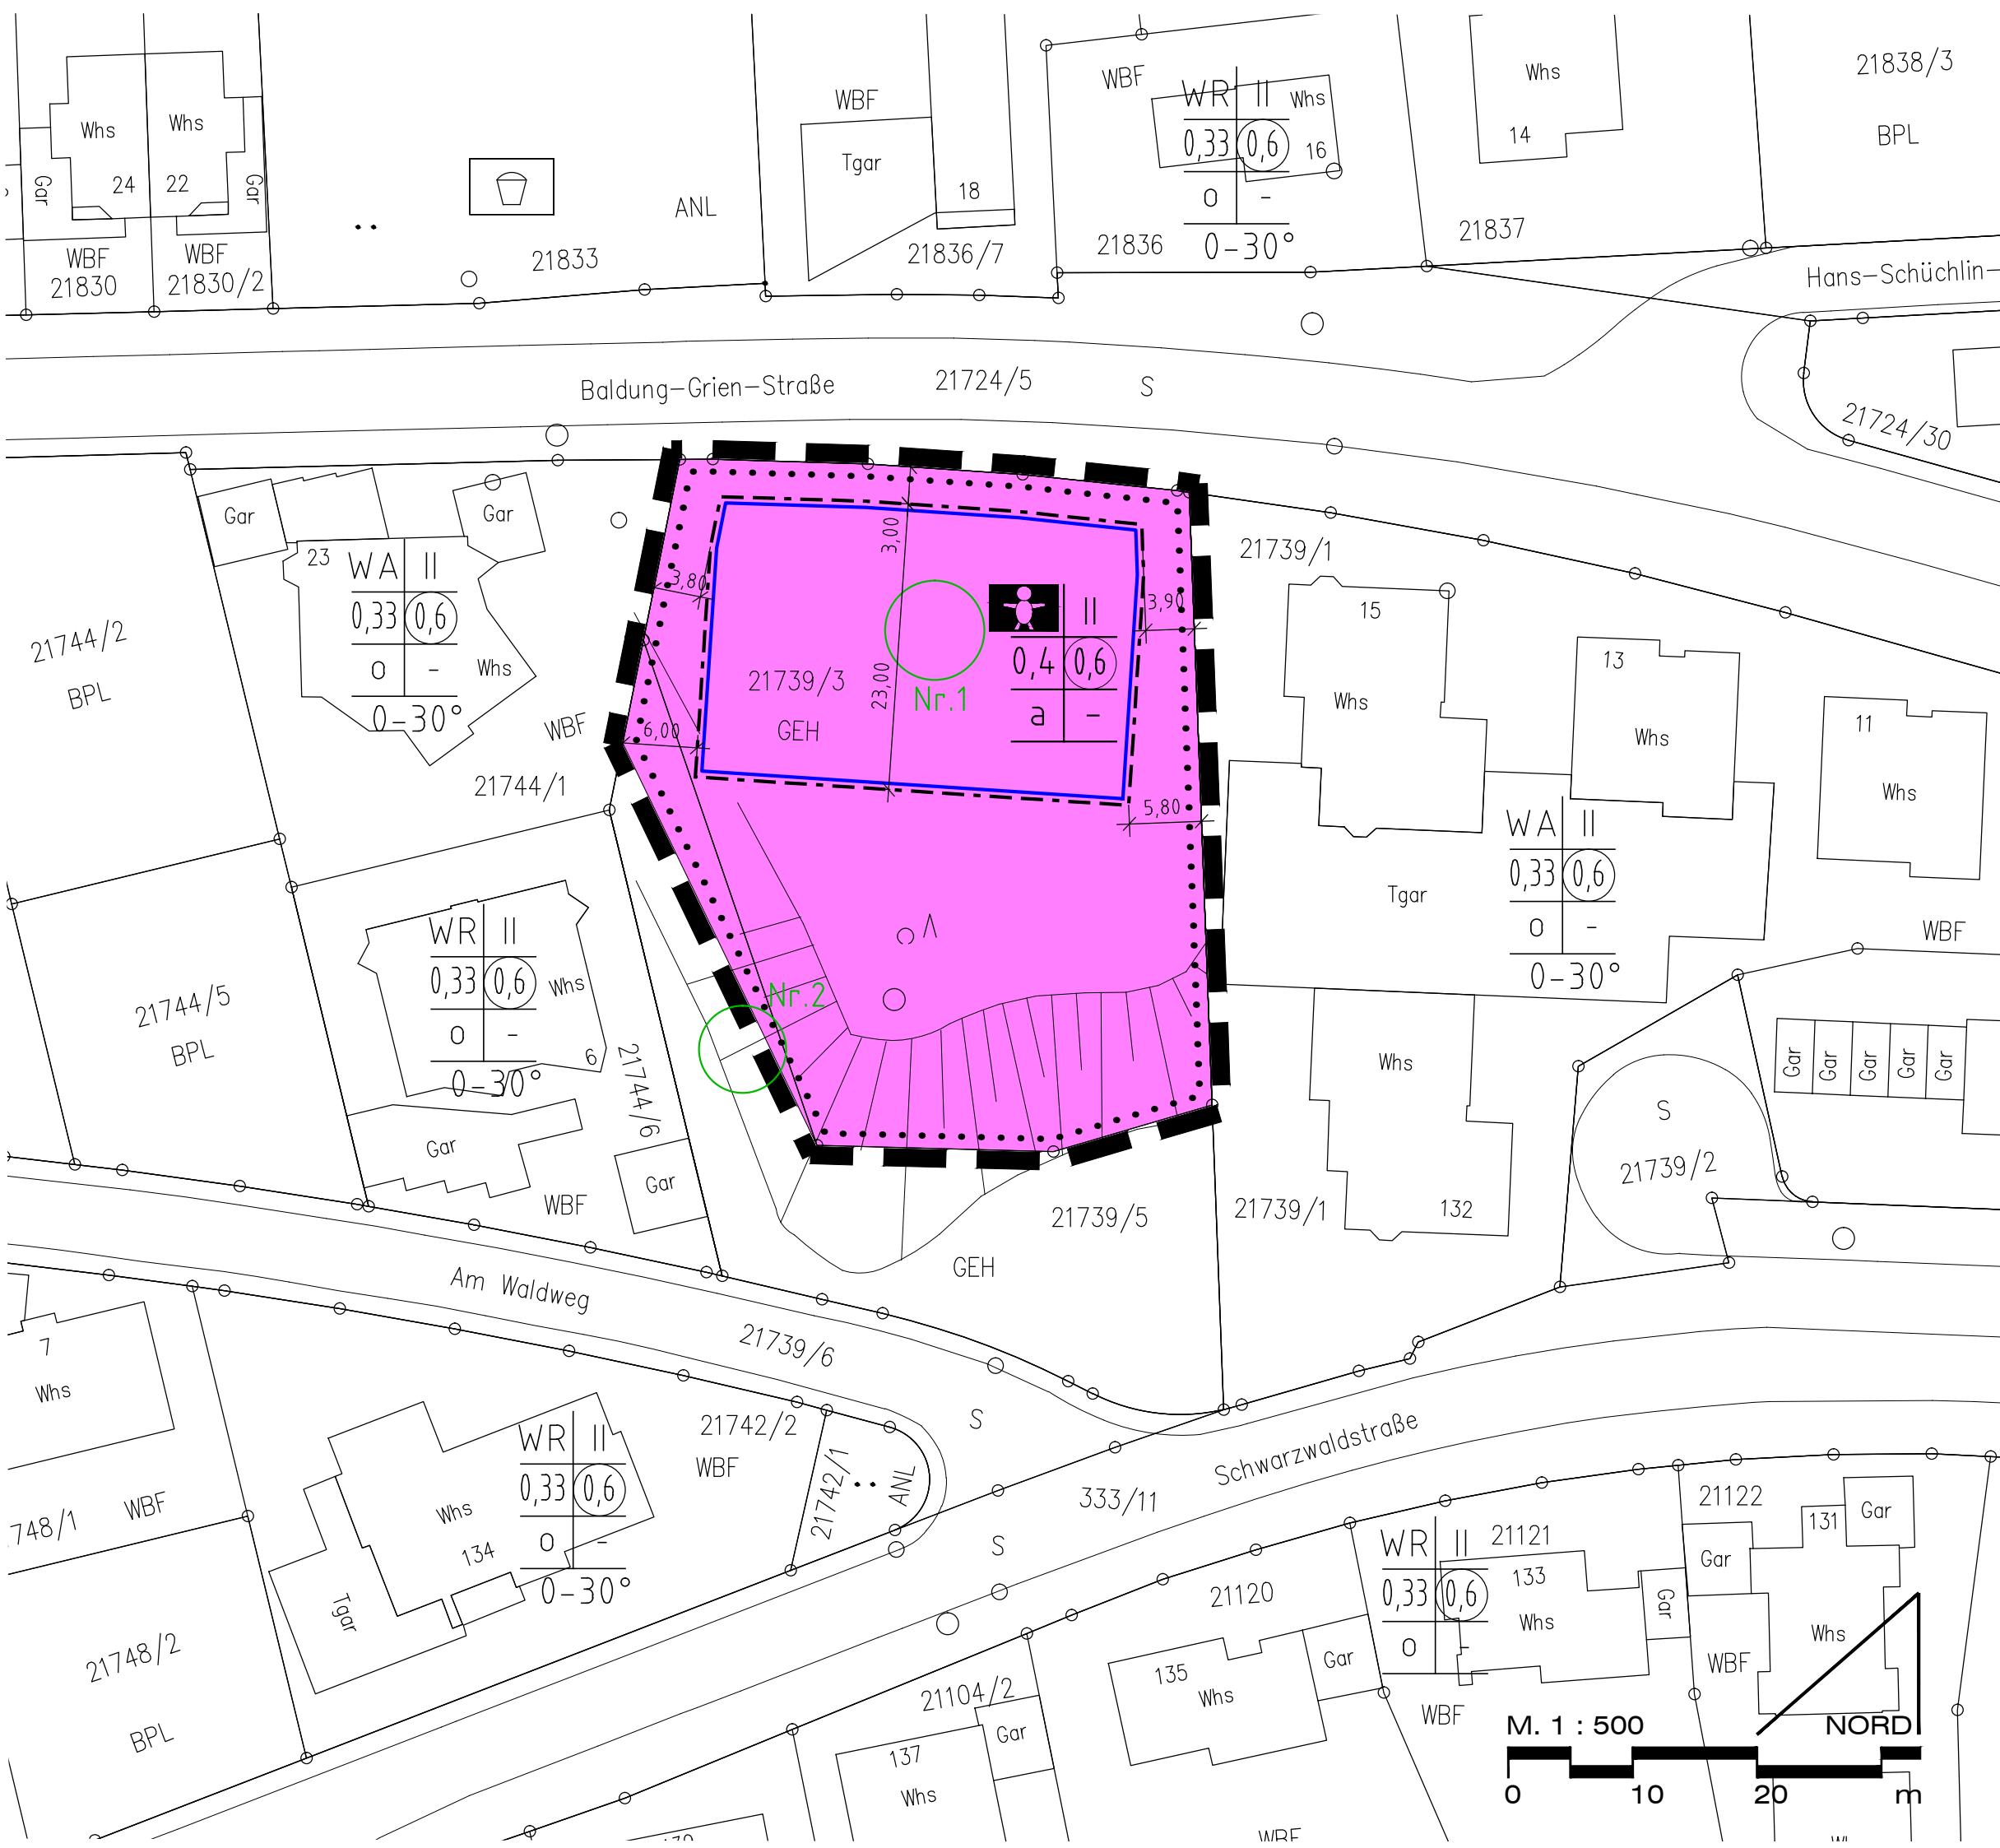 Whs
Whs
24
22
Gar
Gar
WBF
21830
WBF
21830/2
21833
ANL
WBF
Tgar
18
21836/7
WBF
WR II
Whs
0,33 0,6
16
o -
0-30°
21836
Whs
14
21837
21838/3
BPL
Hans-Schüchlin-
21724/30
Baldung-Grien-Straße
21724/5
S
Gar
Gar
23
WA II
0,33 0,6
o -
0-30°
Whs
WBF
21744/1
21744/2
BPL
3,00
3,80
3,90
II
0,4 0,6
a -
21739/3
GEH
23,00
Nr.1
6,00
5,80
Nr.2
21739/1
15
Whs
13
Whs
11
Whs
WA II
0,33 0,6
o -
0-30°
Tgar
WBF
WR II
0,33 0,6
Whs
o -
6
0-30°
21744/5
BPL
21744/6
Gar
WBF
Gar
Whs
132
21739/1
Gar
Gar
Gar
Gar
Gar
S
21739/2
21739/5
GEH
Am Waldweg
21739/6
S
7
Whs
WBF
748/1
21748/2
BPL
WR II
0,33 0,6
o -
0-30°
Whs
134
Tgar
21742/2
WBF
21742/1
ANL
Schwarzwaldstraße
333/11
S
21122
131
Gar
Gar
Whs
WBF
WR II
21121
0,33 0,6
133
Whs
o -
Gar
WBF
21120
135
Whs
Gar
21104/2
Gar
137
Whs
M. 1 : 500
NORD
0 10 20 m